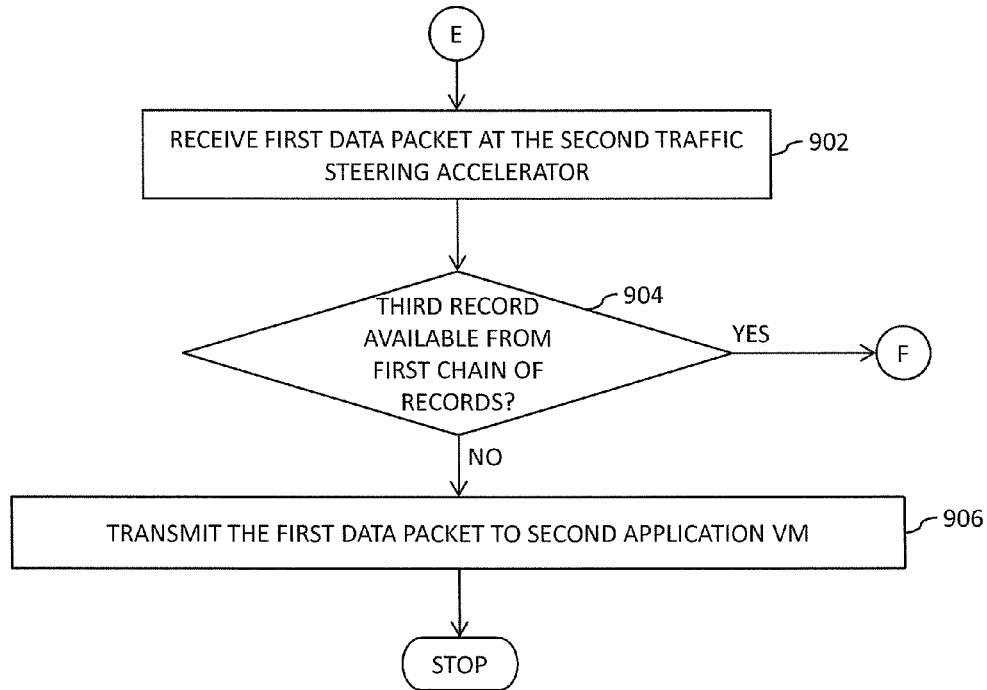 E
RECEIVE FIRST DATA PACKET AT THE SECOND TRAFFIC
STEERING ACCELERATOR
902
904
THIRD RECORD
AVAILABLE FROM
FIRST CHAIN OF
RECORDS?
YES
F
NO
TRANSMIT THE FIRST DATA PACKET TO SECOND APPLICATION VM
906
STOP